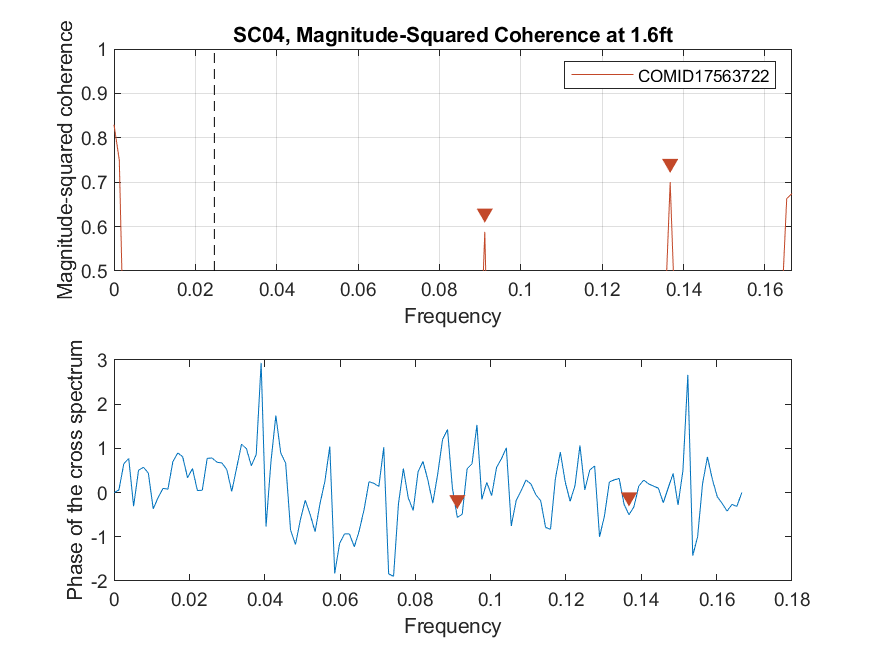 SC04, Magnitude-Squared Coherence at 1.6ft
Magnitude-squared coherence
1
0.9
0.8
0.7
0.6
0.5
COMID17563722
0 0.02 0.04 0.06 0.08 0.1 0.12 0.14 0.16
Frequency
Phase of the cross spectrum
3
2
1
0
-1
-2
0 0.02 0.04 0.06 0.08 0.1 0.12 0.14 0.16 0.18
Frequency